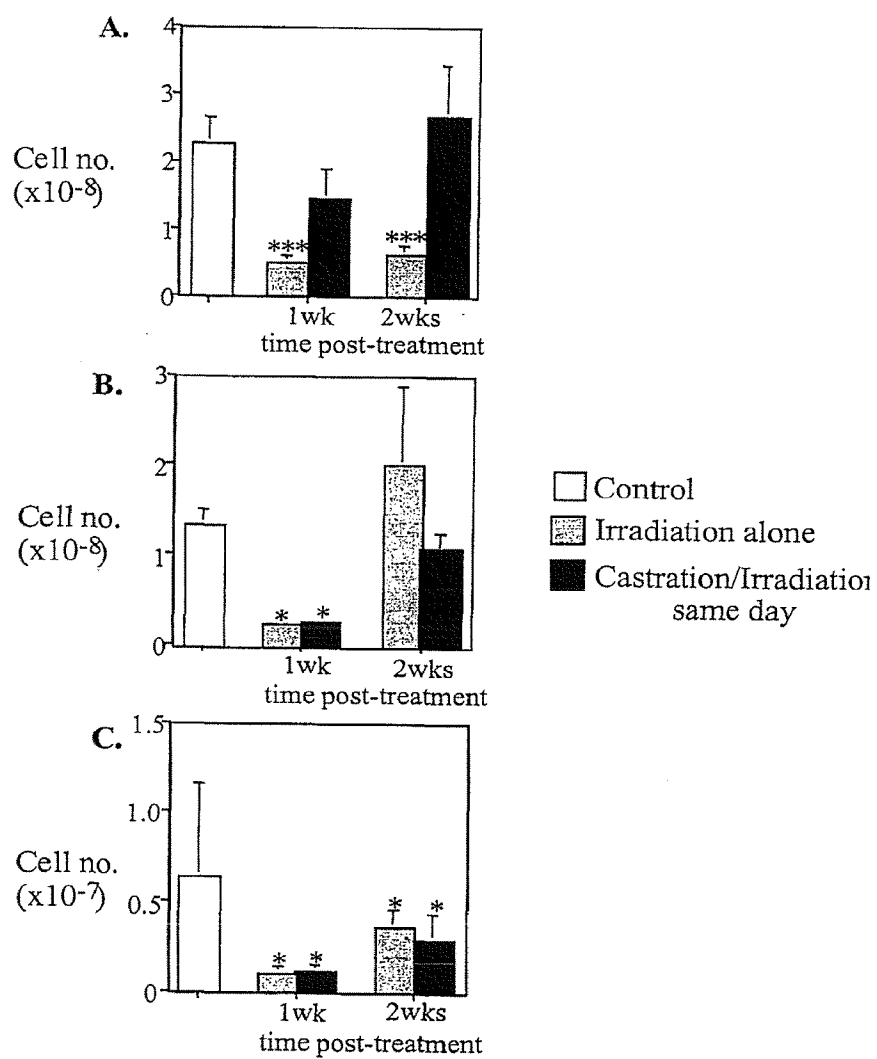 A.
4
3
2
1
0
Cell no.
(x10-8)
***
***
1wk 2wks
time post-treatment
B.
3
2
1
0
Cell no.
(x10-8)
* *
1wk 2wks
time post-treatment
Control
Irradiation alone
Castration/Irradiation
same day
C.
1.5
1.0
0.5
0
Cell no.
(x10-7)
* *
* *
1wk 2wks
time post-treatment